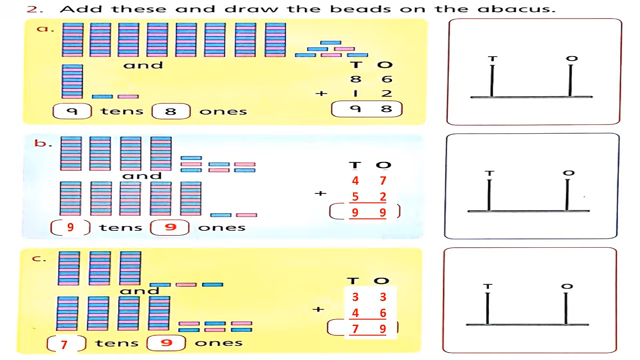 2. Add these and draw the beads on the abacus.
a.
and
T O
8 6
+ 1 2
9 8
9 tens 8 ones
T O
b.
and
T O
4 7
+ 5 2
9 9
9 tens 9 ones
T O
c.
and
T O
3 3
+ 4 6
7 9
7 tens 9 ones
T O